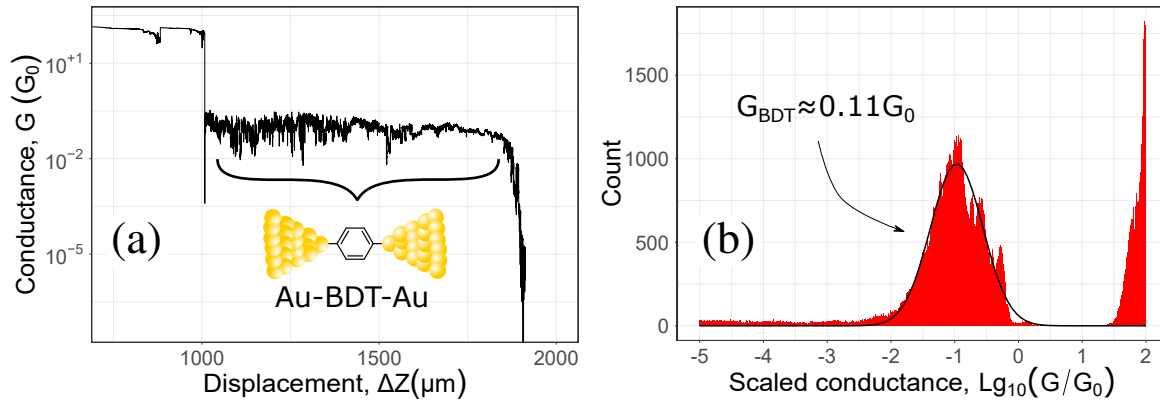 Conductance, G (G₀)
10⁺¹
10⁻²
10⁻⁵
(a)
Au-BDT-Au
1000
1500
2000
Displacement, ΔZ(μm)
Count
1500
1000
500
0
G_BDT≈0.11G₀
(b)
-5
-4
-3
-2
-1
0
1
2
Scaled conductance, Lg₁₀(G/G₀)